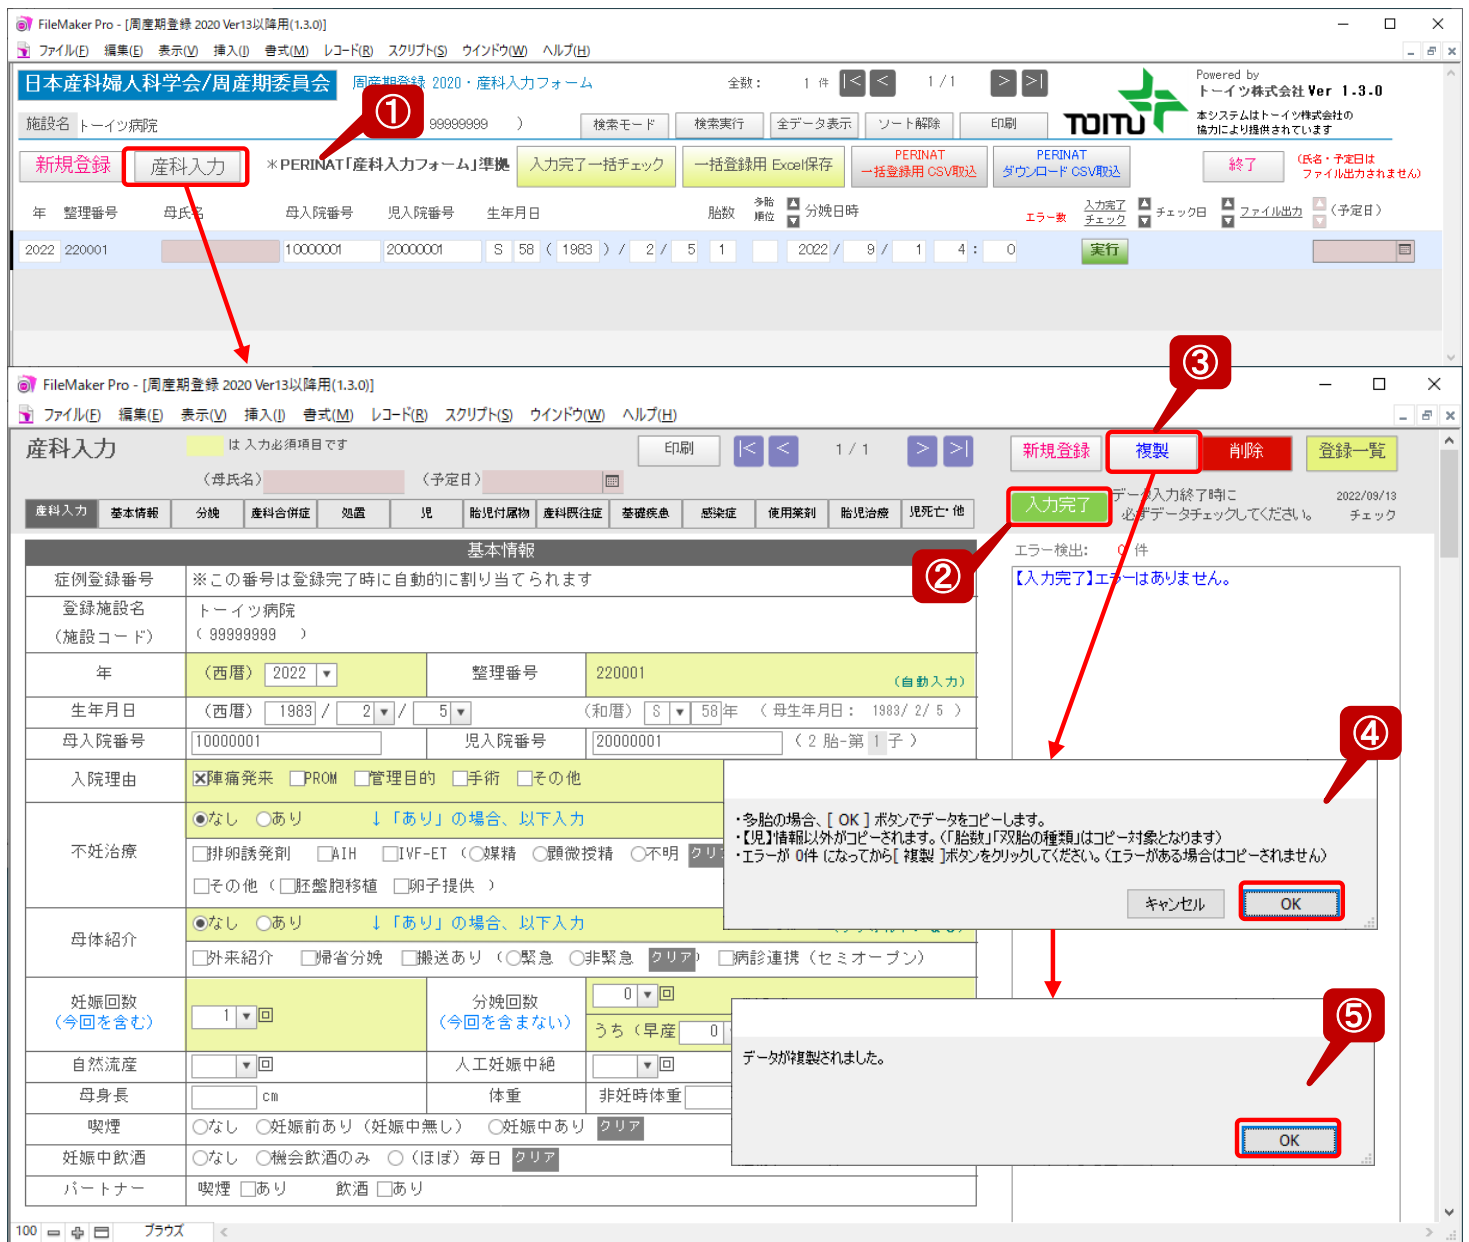 FileMaker Pro - [周産期登録 2020 Ver13以降用(1.3.0)]
ファイル(F) 編集(E) 表示(V) 挿入(I) 書式(M) レコード(R) スクリプト(S) ウインドウ(W) ヘルプ(H)
日本産科婦人科学会/周産期委員会 周産期登録 2020・産科入力フォーム 全数: 1 件 |< < 1 / 1 > >|
TOITU
Powered by
トーイツ株式会社 Ver 1.3.0
本システムはトーイツ株式会社の
協力により提供されています
①
施設名 トーイツ病院 99999999 ) 検索モード 検索実行 全データ表示 ソート解除 印刷
新規登録 産科入力 *PERINAT「産科入力フォーム」準拠 入力完了一括チェック 一括登録用 Excel保存
PERINAT
一括登録用 CSV取込
PERINAT
ダウンロード CSV取込
終了
(氏名・予定日は
ファイル出力されません)
年 整理番号 母氏名 母入院番号 児入院番号 生年月日 胎数 多胎順位 分娩日時 エラー数 入力完了チェック チェック日 ファイル出力 (予定日)
2022 220001 10000001 20000001 S 58 ( 1983 ) / 2 / 5 1 2022 / 9 / 1 4 : 0 実行
③
FileMaker Pro - [周産期登録 2020 Ver13以降用(1.3.0)]
ファイル(F) 編集(E) 表示(V) 挿入(I) 書式(M) レコード(R) スクリプト(S) ウインドウ(W) ヘルプ(H)
産科入力 は 入力必須項目です 印刷 |< < 1 / 1 > >| 新規登録 複製 削除 登録一覧
(母氏名) (予定日)
産科入力 基本情報 分娩 産科合併症 処置 児 胎児付属物 産科既往症 基礎疾患 感染症 使用薬剤 胎児治療 児死亡・他
入力完了 データ入力終了時に
必ずデータチェックしてください。
2022/09/13
チェック
②
基本情報
エラー検出: 0 件
【入力完了】エラーはありません。
症例登録番号 ※この番号は登録完了時に自動的に割り当てられます
登録施設名 トーイツ病院
(施設コード) ( 99999999 )
年 (西暦) 2022 整理番号 220001 (自動入力)
生年月日 (西暦) 1983 / 2 / 5 (和暦) S 58 年 ( 母生年月日: 1983/ 2/ 5 )
母入院番号 10000001 児入院番号 20000001 ( 2 胎-第 1 子 )
④
入院理由 陣痛発来 PROM 管理目的 手術 その他
不妊治療 なし あり ↓「あり」の場合、以下入力
排卵誘発剤 AIH IVF-ET ( 媒精 顕微授精 不明 クリ
その他 ( 胚盤胞移植 卵子提供 )
・多胎の場合、[ OK ] ボタンでデータをコピーします。
・【児】情報以外がコピーされます。(「胎数」「双胎の種類」はコピー対象となります)
・エラーが 0件 になってから[ 複製 ]ボタンをクリックしてください。(エラーがある場合はコピーされません)
キャンセル OK
母体紹介 なし あり ↓「あり」の場合、以下入力
外来紹介 帰省分娩 搬送あり ( 緊急 非緊急 クリア ) 病診連携 (セミオープン)
妊娠回数
(今回を含む)
1 回
分娩回数
(今回を含まない)
0 回
うち (早産 0
⑤
データが複製されました。
OK
自然流産 回 人工妊娠中絶 回
母身長 cm 体重 非妊時体重
喫煙 なし 妊娠前あり (妊娠中無し) 妊娠中あり クリア
妊娠中飲酒 なし 機会飲酒のみ (ほぼ) 毎日 クリア
パートナー 喫煙 あり 飲酒 あり
100 ブラウズ